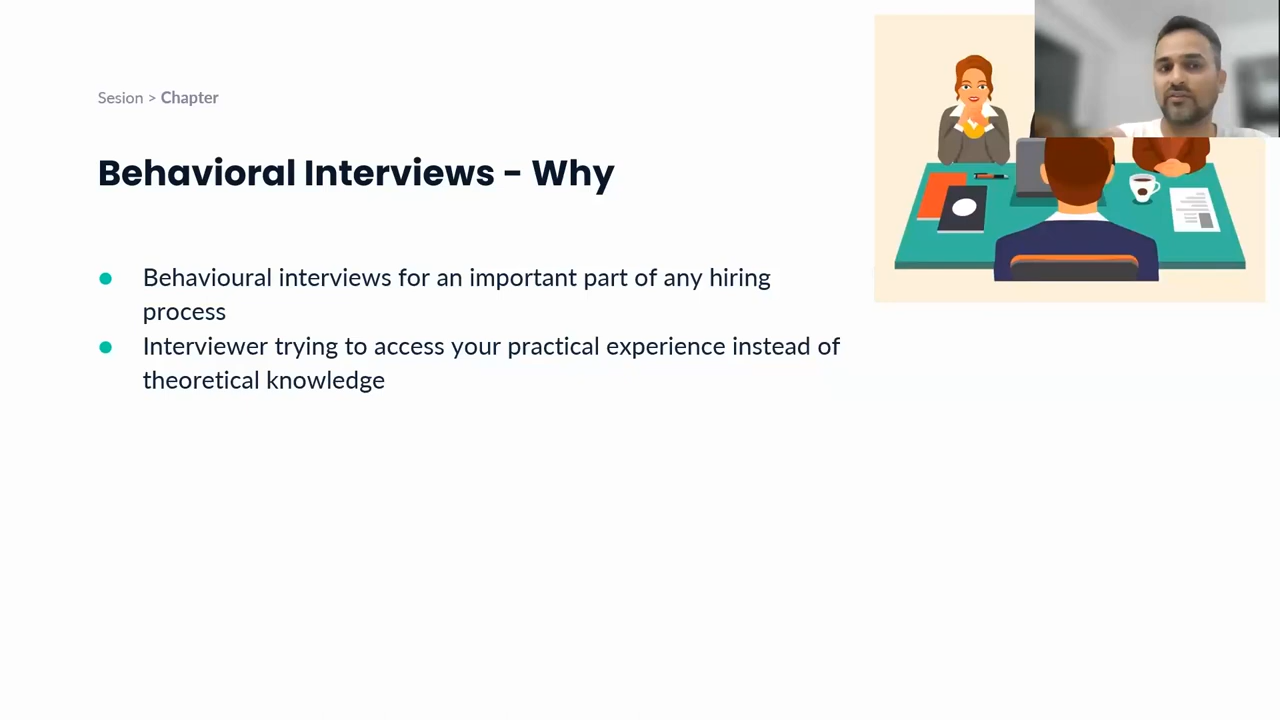 Sesion > Chapter
Behavioral Interviews - Why
Behavioural interviews for an important part of any hiring
process
Interviewer trying to access your practical experience instead of
theoretical knowledge